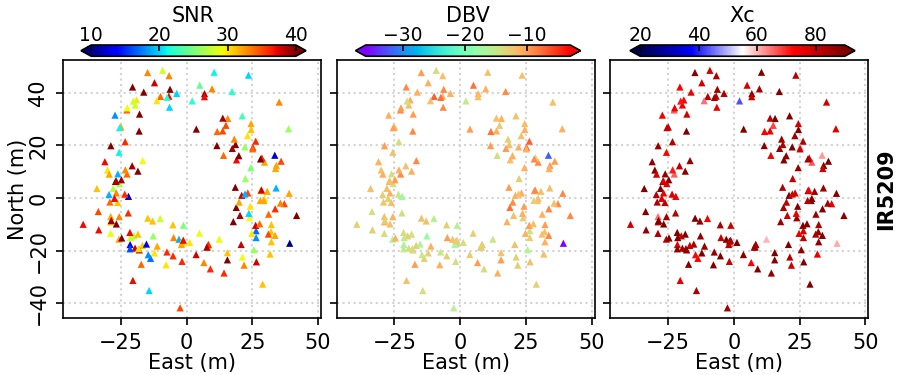 SNR DBV Xc
10 20 30 40 −30 −20 −10 20 40 60 80
40
20
0
−20
−40
North (m)
−25 0 25 50 −25 0 25 50 −25 0 25 50
East (m) East (m) East (m)
IR5209